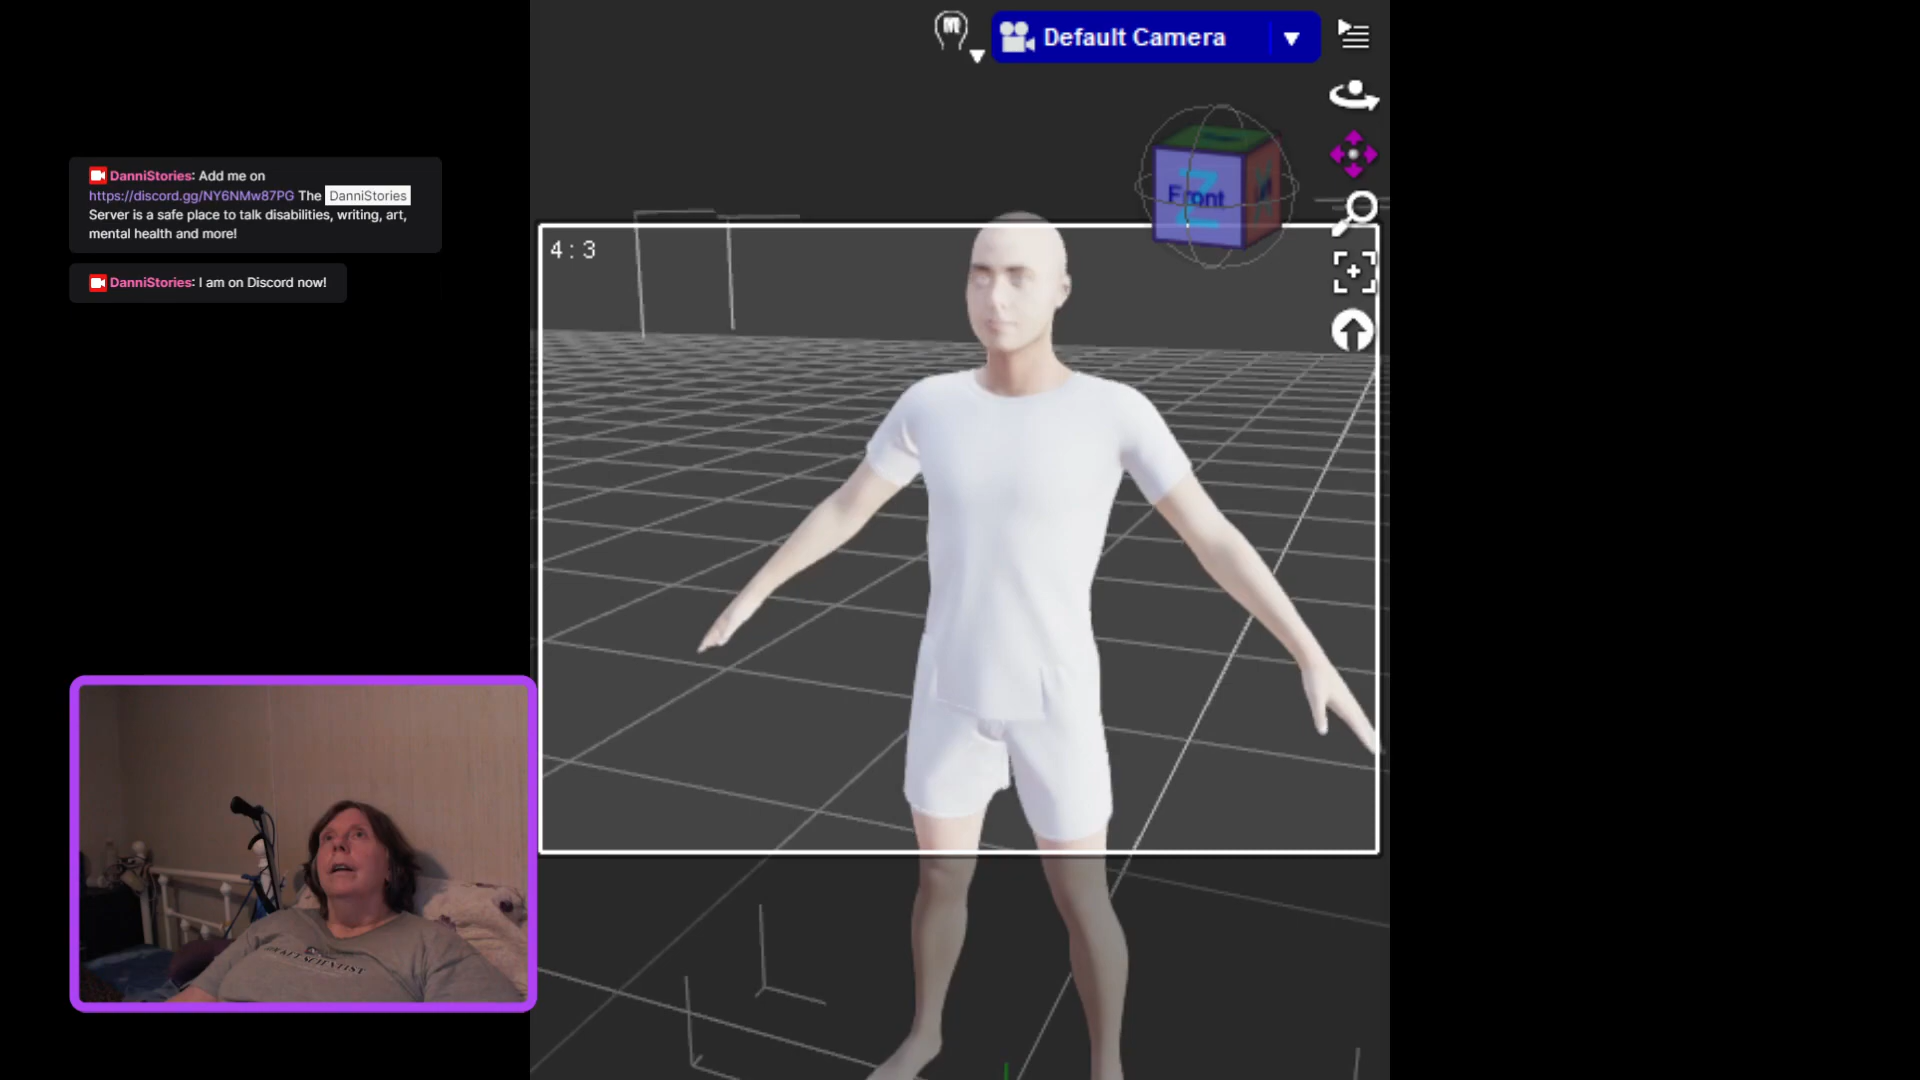 Default Camera
Front
4 : 3
DanniStories: Add me on
https://discord.gg/NY6NMw87PG The DanniStories
Server is a safe place to talk disabilities, writing, art,
mental health and more!
DanniStories: I am on Discord now!